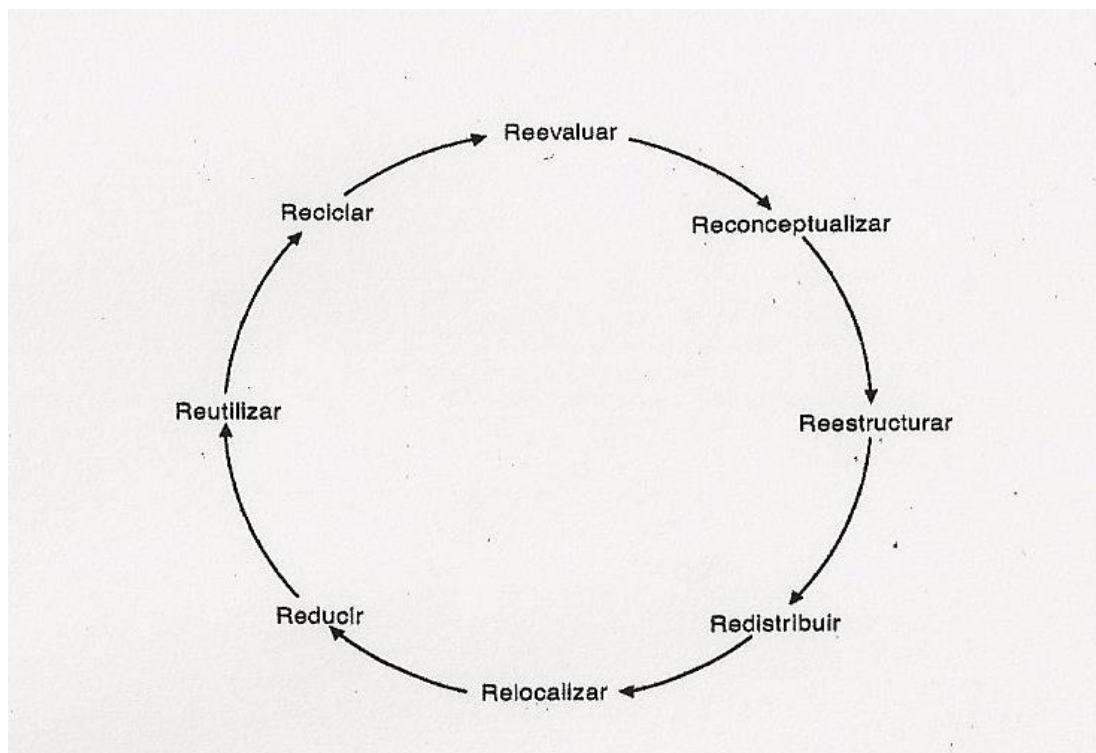 Reevaluar
Reconceptualizar
Reestructurar
Redistribuir
Relocalizar
Reducir
Reutilizar
Reciclar